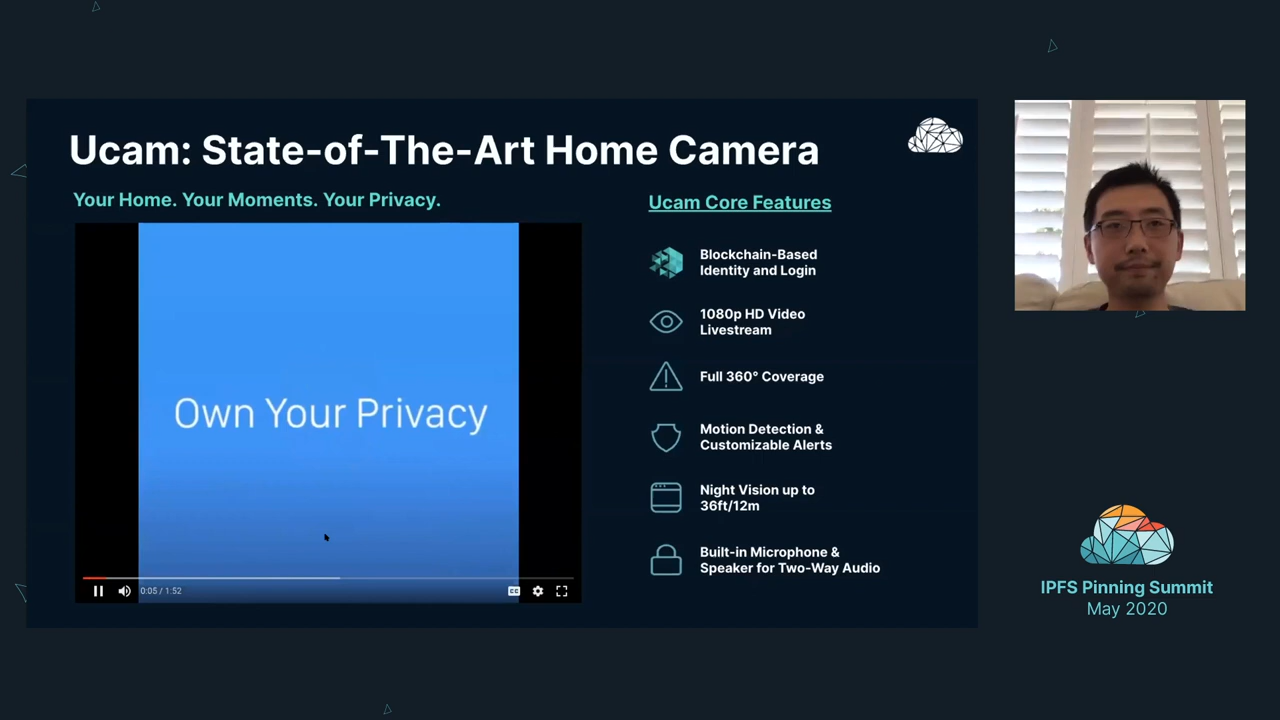 Ucam: State-of-The-Art Home Camera
Your Home. Your Moments. Your Privacy.
Own Your Privacy
0:05 / 1:52
CC
Ucam Core Features
Blockchain-Based
Identity and Login
1080p HD Video
Livestream
Full 360° Coverage
Motion Detection &
Customizable Alerts
Night Vision up to
36ft/12m
Built-in Microphone &
Speaker for Two-Way Audio
IPFS Pinning Summit
May 2020